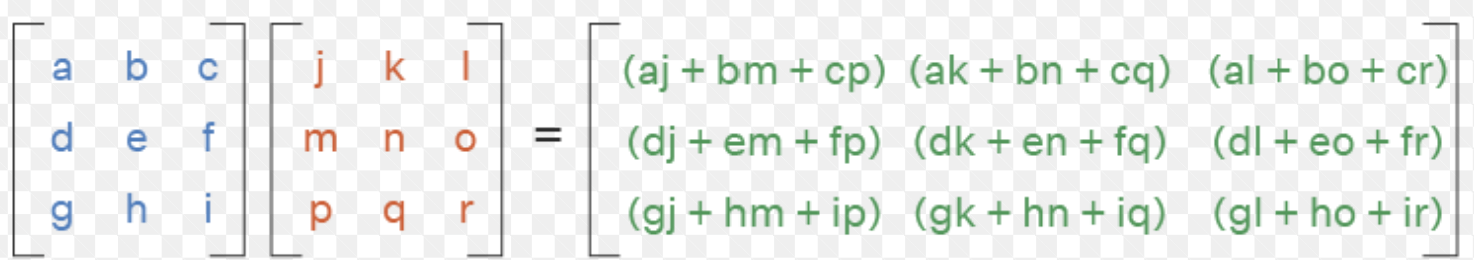 a b c j k l (aj + bm + cp) (ak + bn + cq) (al + bo + cr)
d e f m n o = (dj + em + fp) (dk + en + fq) (dl + eo + fr)
g h i p q r (gj + hm + ip) (gk + hn + iq) (gl + ho + ir)